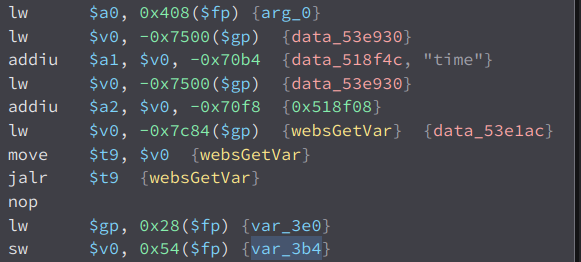 lw $a0, 0x408($fp) {arg_0}
lw $v0, -0x7500($gp) {data_53e930}
addiu $a1, $v0, -0x70b4 {data_518f4c, "time"}
lw $v0, -0x7500($gp) {data_53e930}
addiu $a2, $v0, -0x70f8 {0x518f08}
lw $v0, -0x7c84($gp) {websGetVar} {data_53e1ac}
move $t9, $v0 {websGetVar}
jalr $t9 {websGetVar}
nop
lw $gp, 0x28($fp) {var_3e0}
sw $v0, 0x54($fp) {var_3b4}